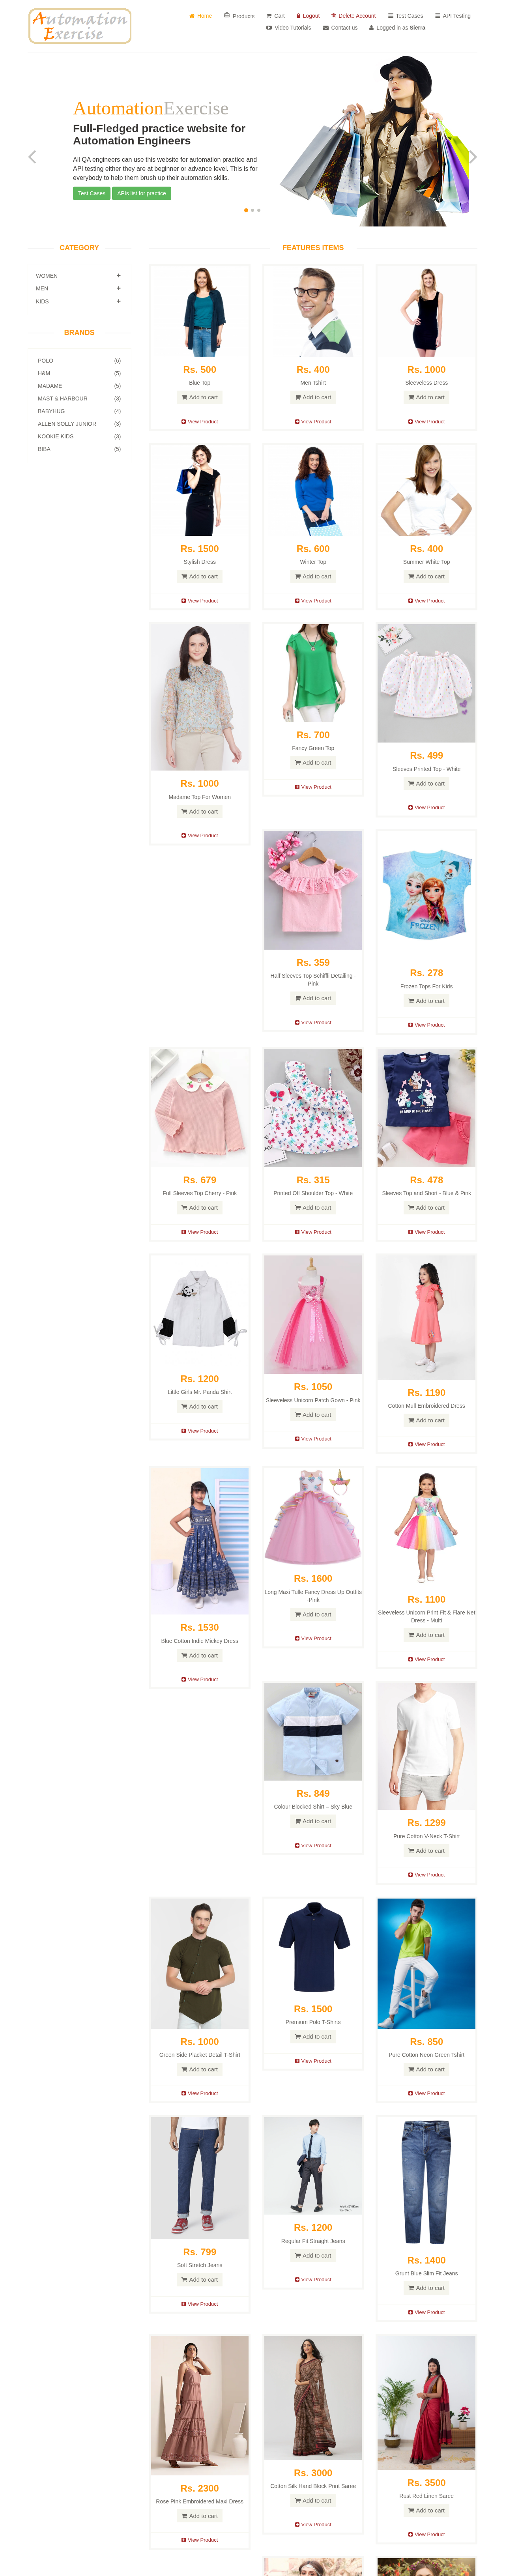 Automation
Exercise
Home
Products
Cart
Logout
Delete Account
Test Cases
API Testing
Video Tutorials
Contact us
Logged in as Sierra
AutomationExercise
Full-Fledged practice website for
Automation Engineers
All QA engineers can use this website for automation practice and
API testing either they are at beginner or advance level. This is for
everybody to help them brush up their automation skills.
Test Cases
APIs list for practice
CATEGORY
WOMEN
MEN
KIDS
BRANDS
POLO (6)
H&M (5)
MADAME (5)
MAST & HARBOUR (3)
BABYHUG (4)
ALLEN SOLLY JUNIOR (3)
KOOKIE KIDS (3)
BIBA (5)
FEATURES ITEMS
Rs. 500
Blue Top
Add to cart
View Product
Rs. 400
Men Tshirt
Add to cart
View Product
Rs. 1000
Sleeveless Dress
Add to cart
View Product
Rs. 1500
Stylish Dress
Add to cart
View Product
Rs. 600
Winter Top
Add to cart
View Product
Rs. 400
Summer White Top
Add to cart
View Product
Rs. 1000
Madame Top For Women
Add to cart
View Product
Rs. 700
Fancy Green Top
Add to cart
View Product
Rs. 499
Sleeves Printed Top - White
Add to cart
View Product
Rs. 359
Half Sleeves Top Schiffli Detailing -
Pink
Add to cart
View Product
FROZEN
Rs. 278
Frozen Tops For Kids
Add to cart
View Product
Rs. 679
Full Sleeves Top Cherry - Pink
Add to cart
View Product
Rs. 315
Printed Off Shoulder Top - White
Add to cart
View Product
Rs. 478
Sleeves Top and Short - Blue & Pink
Add to cart
View Product
Rs. 1200
Little Girls Mr. Panda Shirt
Add to cart
View Product
Rs. 1050
Sleeveless Unicorn Patch Gown - Pink
Add to cart
View Product
Rs. 1190
Cotton Mull Embroidered Dress
Add to cart
View Product
Rs. 1530
Blue Cotton Indie Mickey Dress
Add to cart
View Product
Rs. 1600
Long Maxi Tulle Fancy Dress Up Outfits
-Pink
Add to cart
View Product
Rs. 1100
Sleeveless Unicorn Print Fit & Flare Net
Dress - Multi
Add to cart
View Product
Rs. 849
Colour Blocked Shirt – Sky Blue
Add to cart
View Product
Rs. 1299
Pure Cotton V-Neck T-Shirt
Add to cart
View Product
Rs. 1000
Green Side Placket Detail T-Shirt
Add to cart
View Product
Rs. 1500
Premium Polo T-Shirts
Add to cart
View Product
Rs. 850
Pure Cotton Neon Green Tshirt
Add to cart
View Product
Rs. 799
Soft Stretch Jeans
Add to cart
View Product
Rs. 1200
Regular Fit Straight Jeans
Add to cart
View Product
Rs. 1400
Grunt Blue Slim Fit Jeans
Add to cart
View Product
Rs. 2300
Rose Pink Embroidered Maxi Dress
Add to cart
View Product
Rs. 3000
Cotton Silk Hand Block Print Saree
Add to cart
View Product
Rs. 3500
Rust Red Linen Saree
Add to cart
View Product